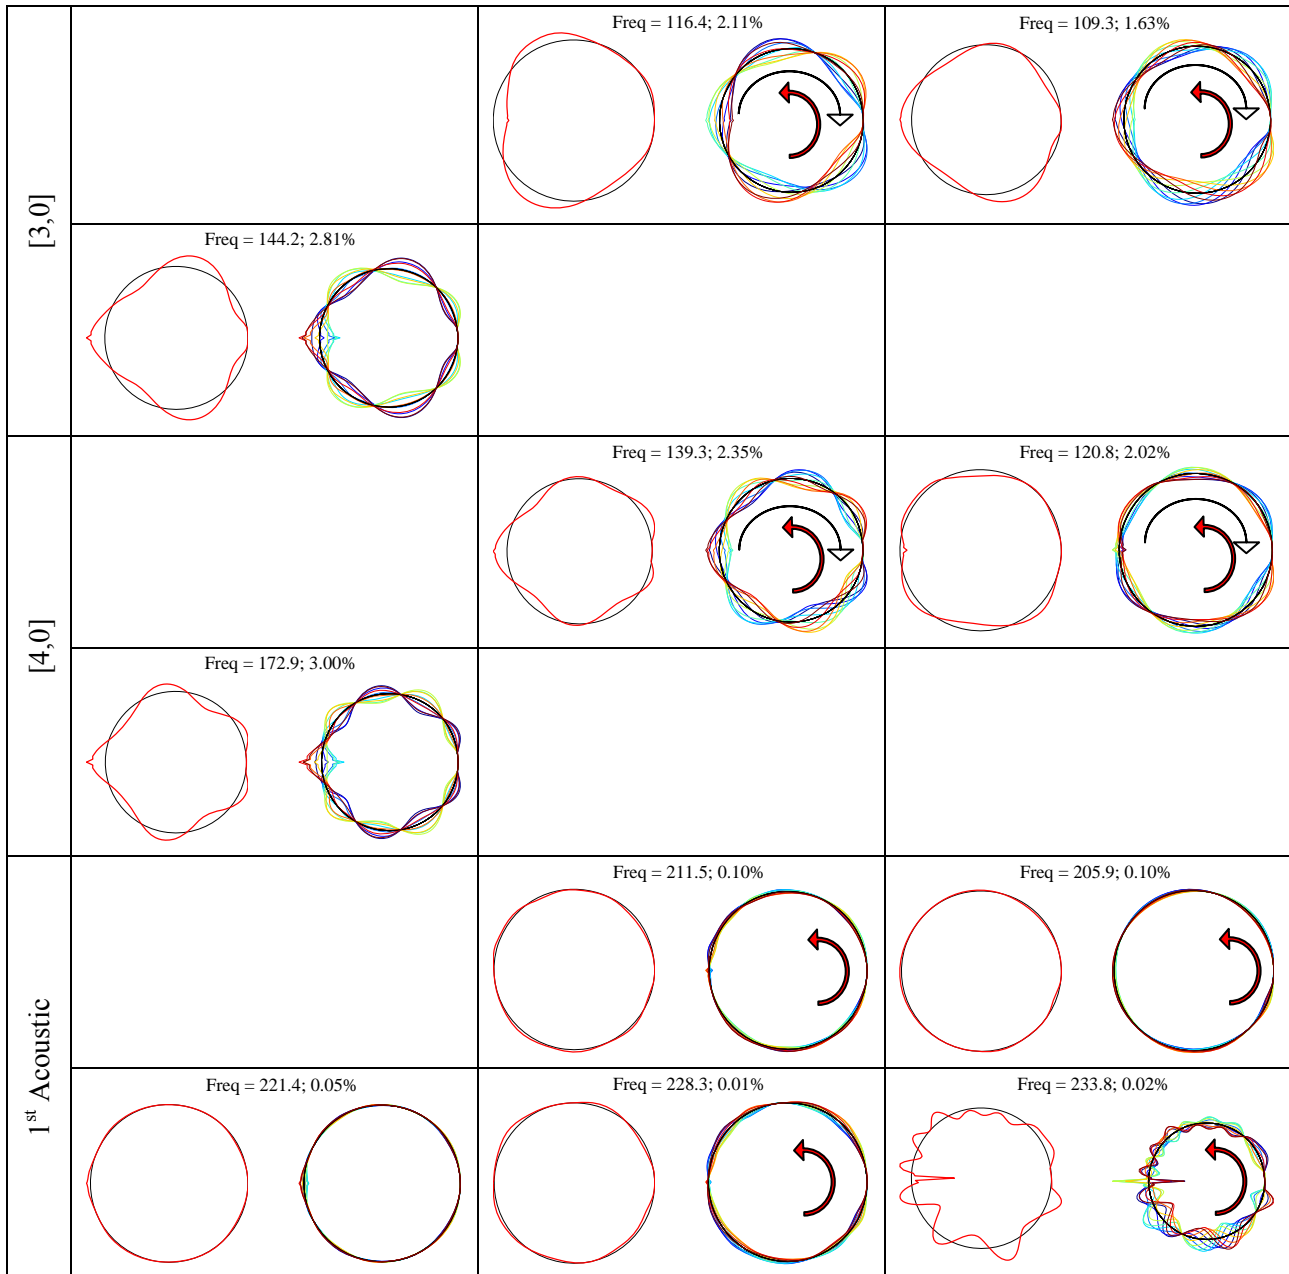 [3,0]
Freq = 116.4; 2.11%
Freq = 109.3; 1.63%
Freq = 144.2; 2.81%
[4,0]
Freq = 139.3; 2.35%
Freq = 120.8; 2.02%
Freq = 172.9; 3.00%
1st Acoustic
Freq = 211.5; 0.10%
Freq = 205.9; 0.10%
Freq = 221.4; 0.05%
Freq = 228.3; 0.01%
Freq = 233.8; 0.02%